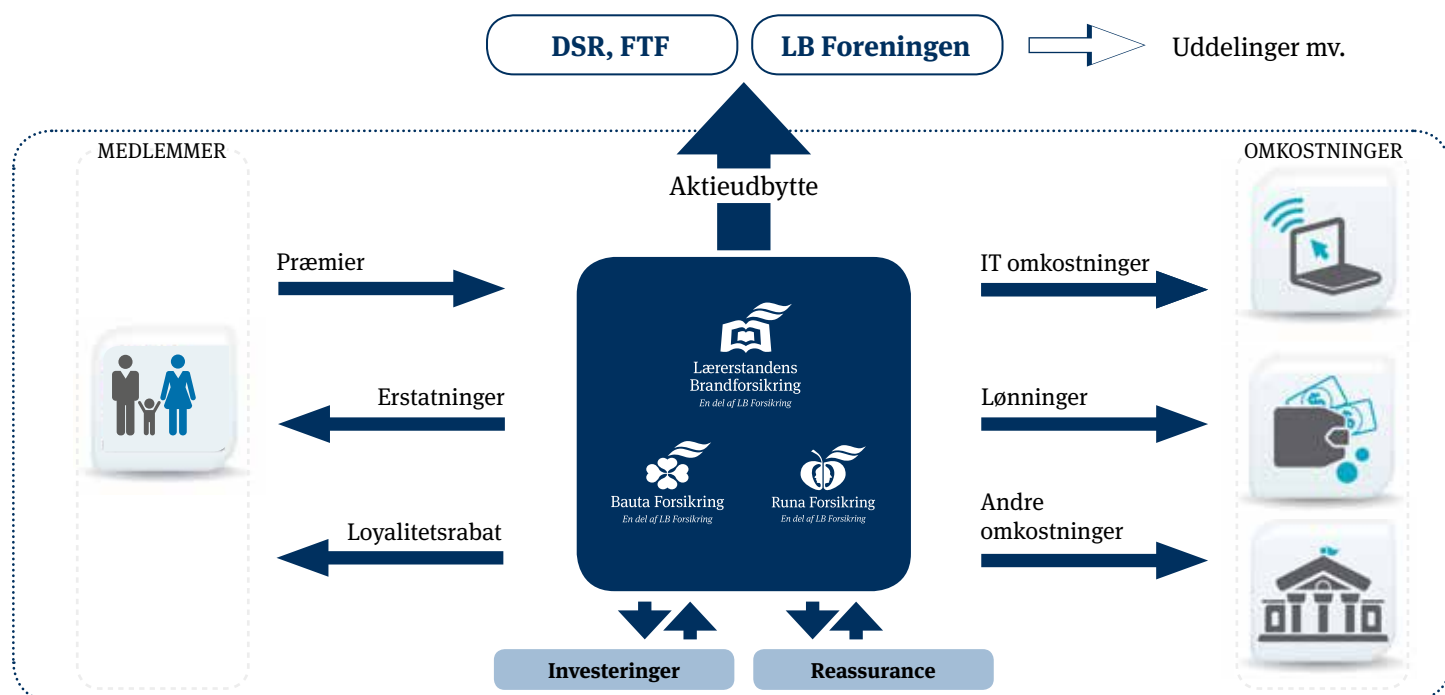 DSR, FTF
LB Foreningen
Uddelinger mv.
MEDLEMMER
OMKOSTNINGER
Aktieudbytte
Præmier
IT omkostninger
Lærerstandens
Brandforsikring
En del af LB Forsikring
Erstatninger
Lønninger
Bauta Forsikring
En del af LB Forsikring
Runa Forsikring
En del af LB Forsikring
Loyalitetsrabat
Andre
omkostninger
Investeringer
Reassurance